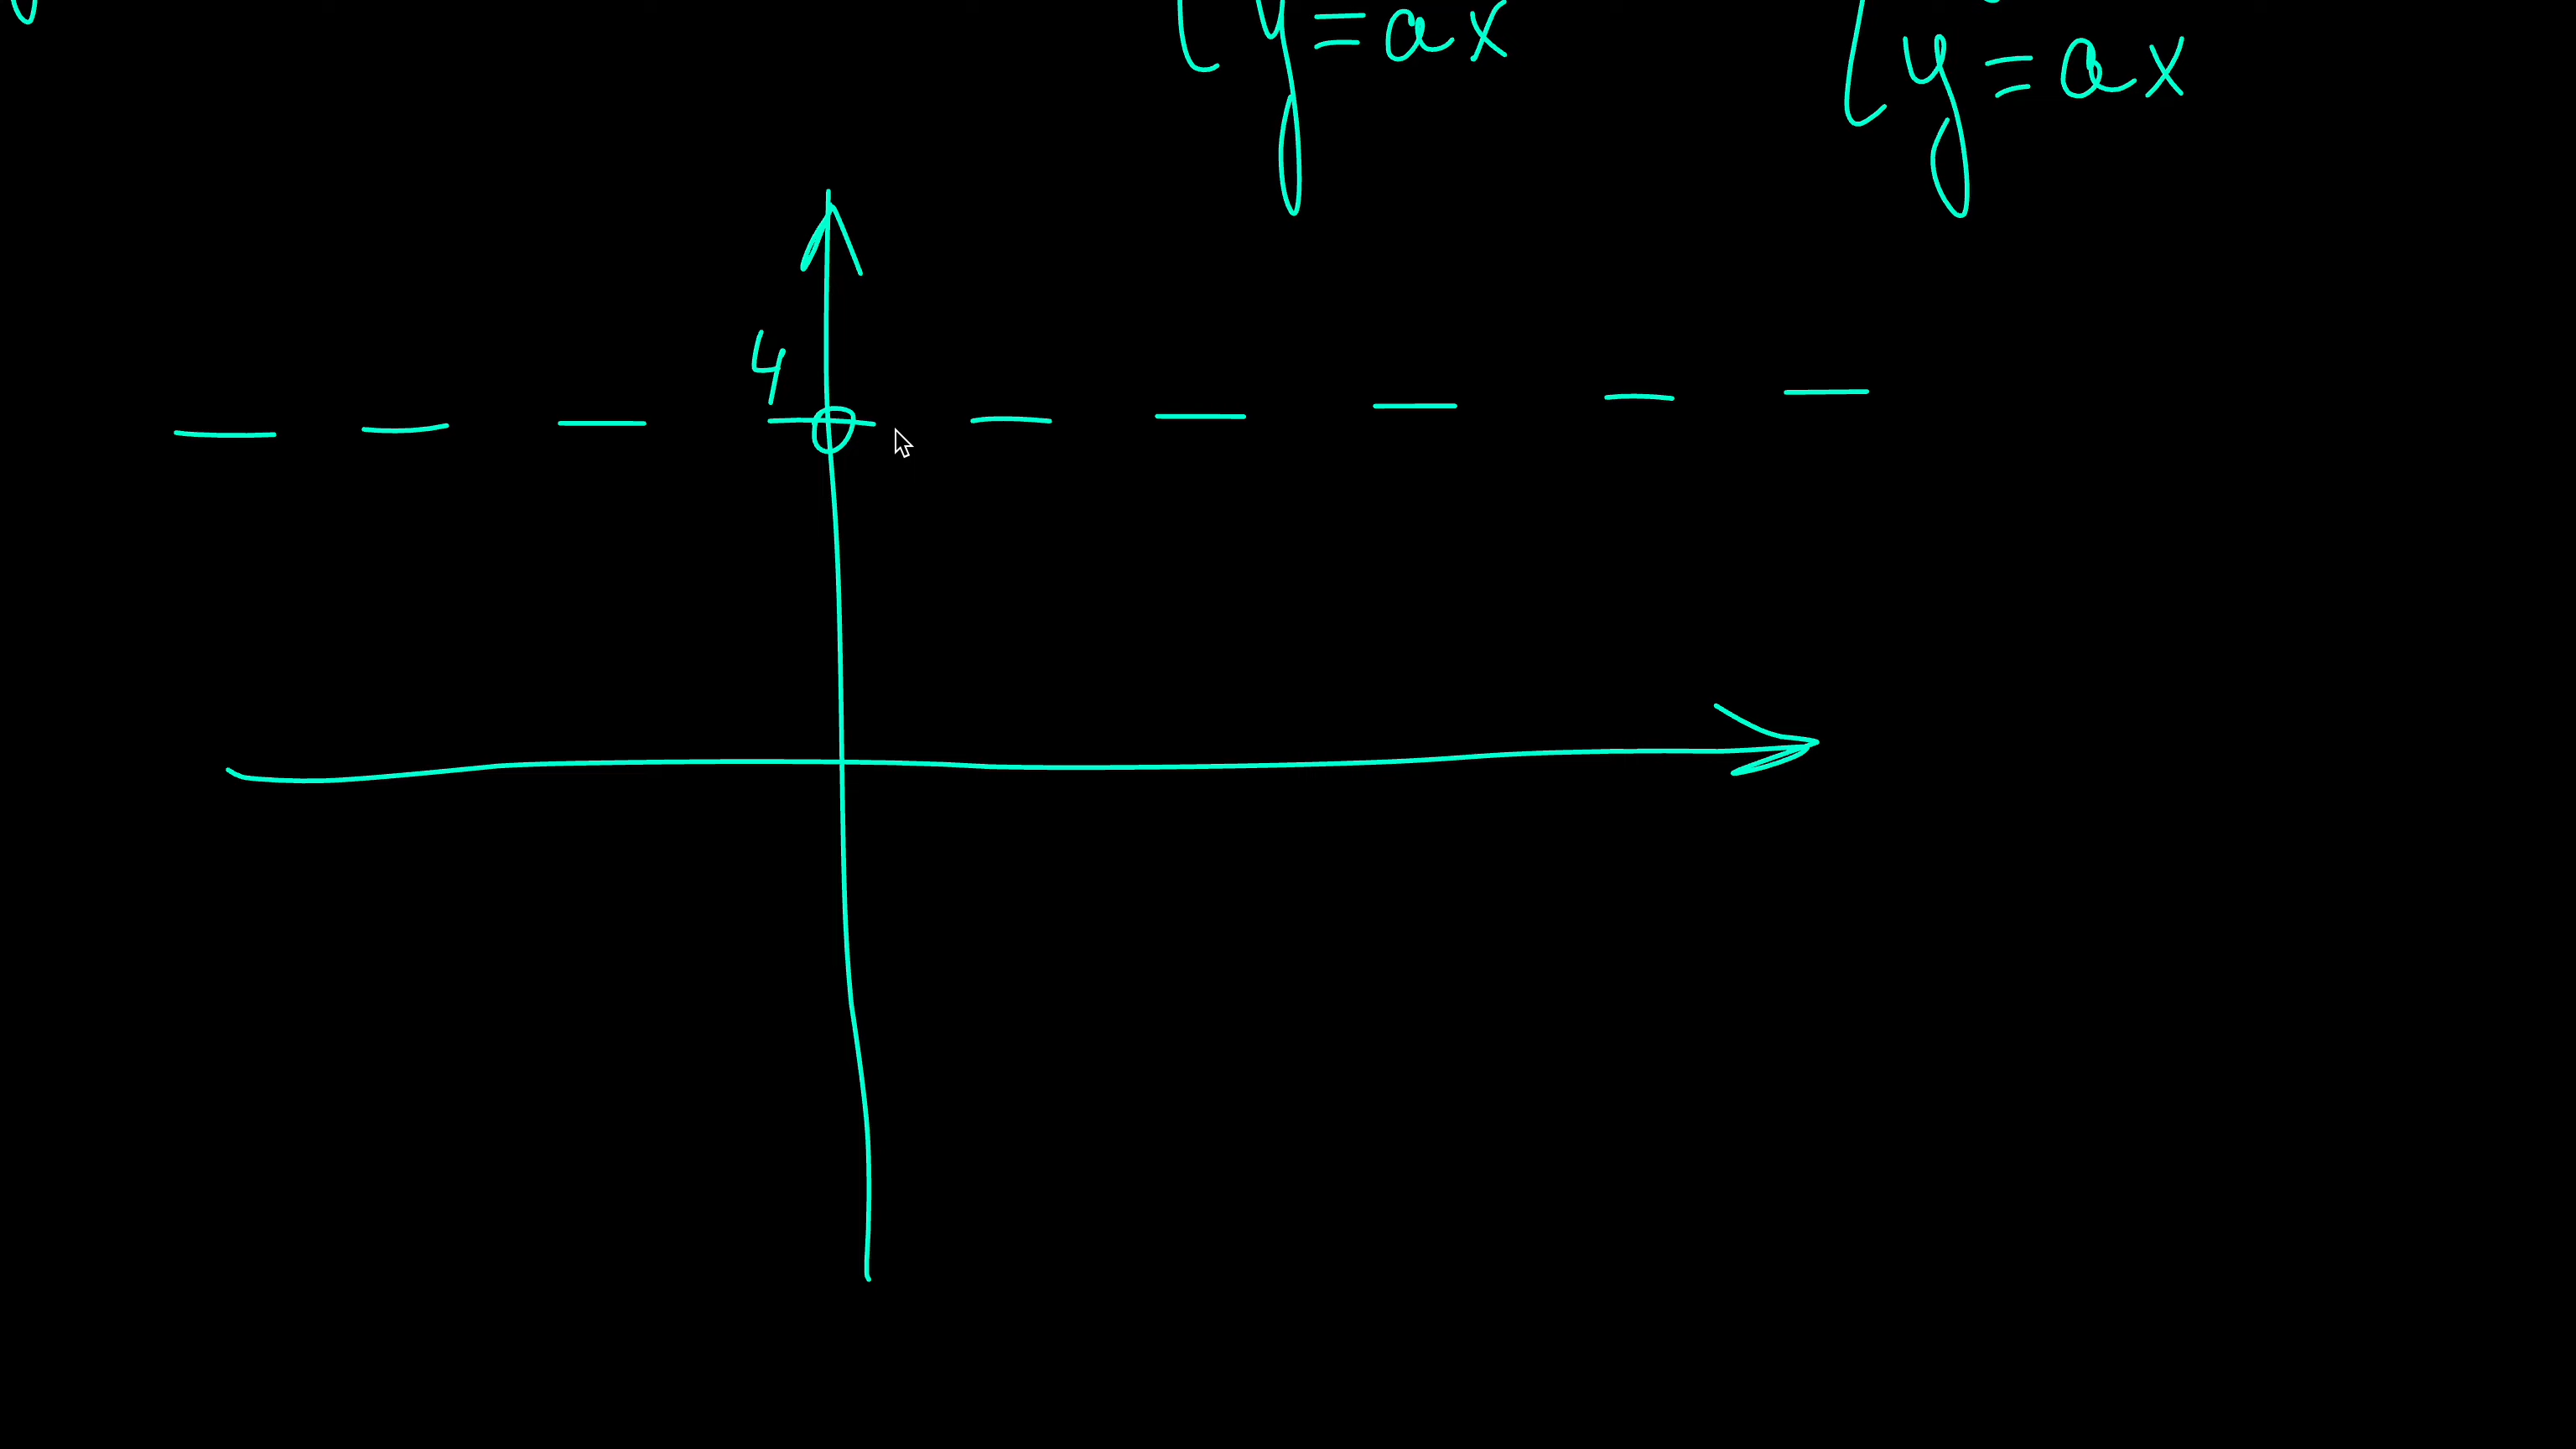 y = ax
y = ax
4